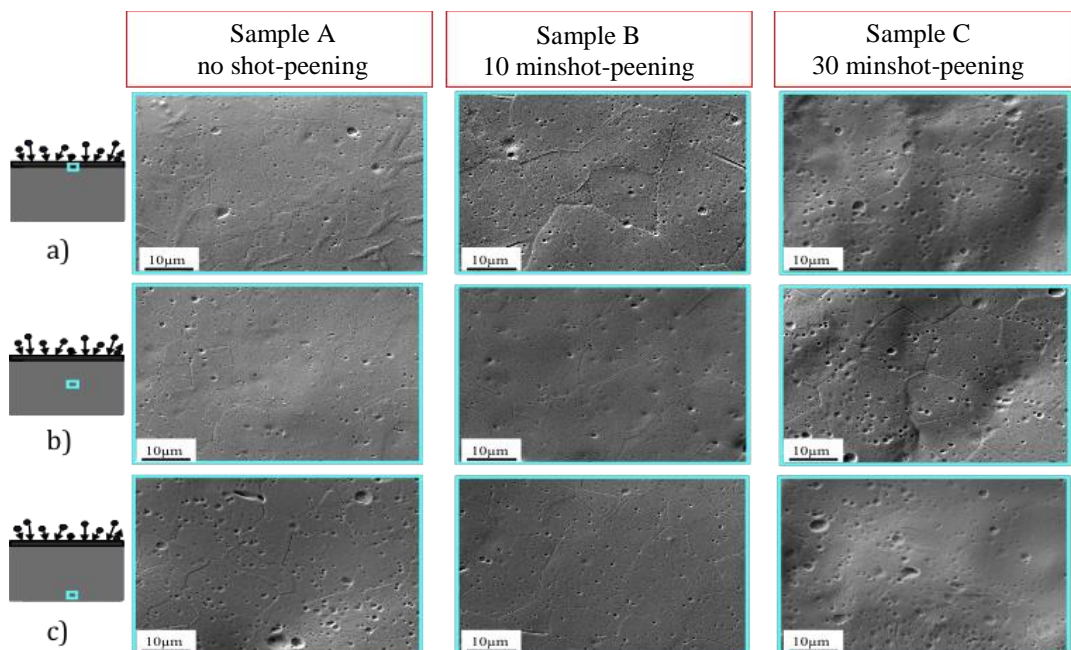 Sample A
no shot-peening
Sample B
10 minshot-peening
Sample C
30 minshot-peening
a)
10µm
10µm
10µm
b)
10µm
10µm
10µm
c)
10µm
10µm
10µm